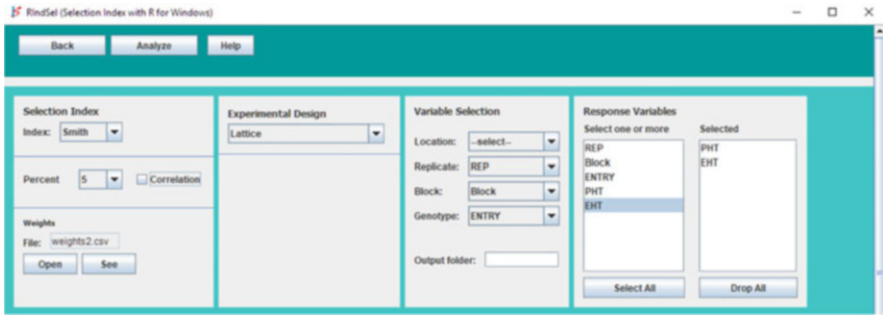 RindSel (Selection Index with R for Windows)
Back Analyze Help
Selection Index
Index: Smith
Percent 5 Correlation
Weights
File: weights2.csv
Open See
Experimental Design
Lattice
Variable Selection
Location: --select--
Replicate: REP
Block: Block
Genotype: ENTRY
Output folder:
Response Variables
Select one or more Selected
REP
Block
ENTRY
PHT
EHT
PHT
EHT
Select All Drop All